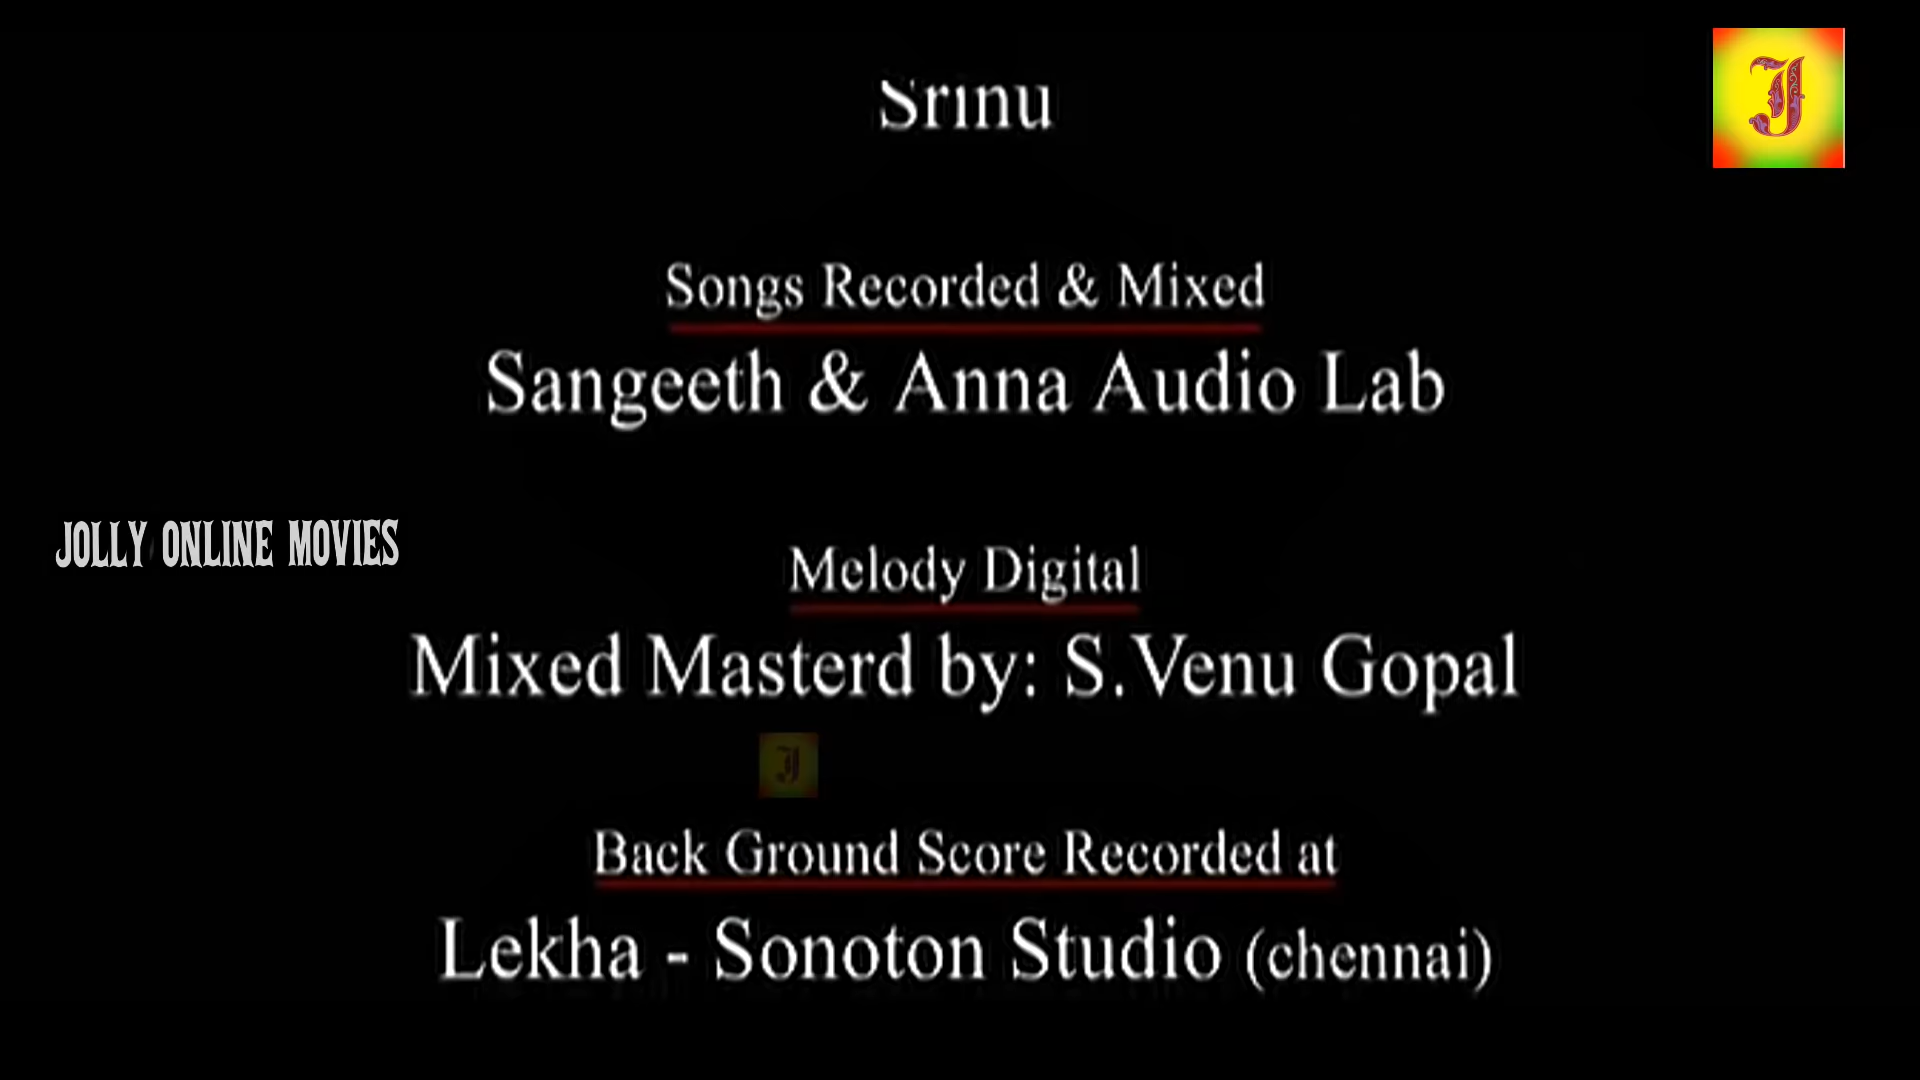 Srinu
Songs Recorded & Mixed
Sangeeth & Anna Audio Lab
JOLLY ONLINE MOVIES
Melody Digital
Mixed Masterd by: S.Venu Gopal
Back Ground Score Recorded at
Lekha - Sonoton Studio (chennai)
J
J